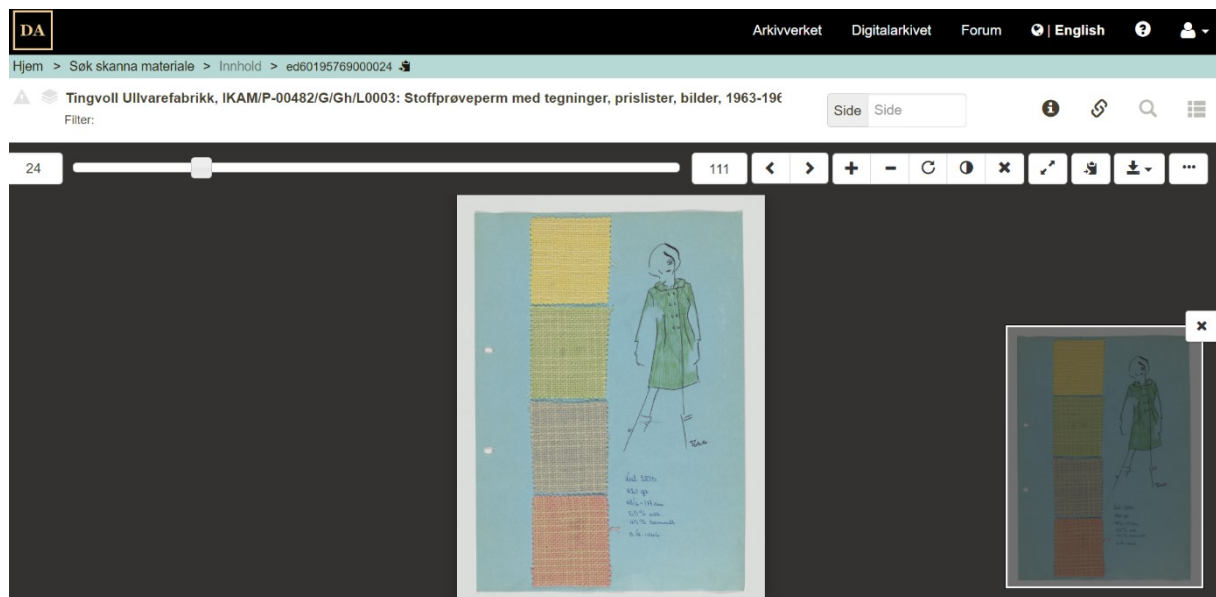 DA
Arkivverket Digitalarkivet Forum | English
Hjem > Søk skanna materiale > Innhold > ed60195769000024
Tingvoll Ullvarefabrikk, IKAM/P-00482/G/Gh/L0003: Stoffprøveperm med tegninger, prislister, bilder, 1963-196
Filter:
Side Side
24 111